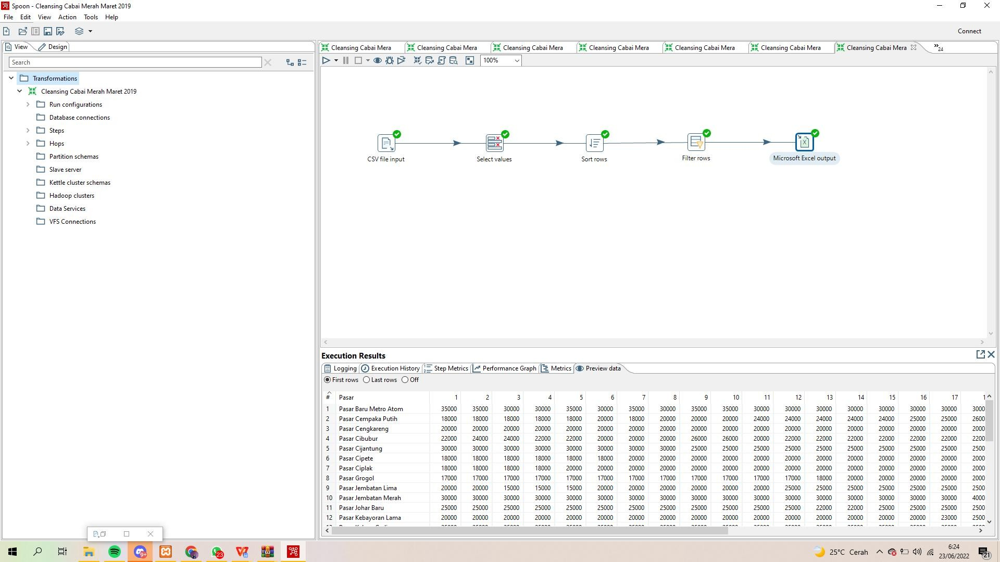 Spoon - Cleansing Cabai Merah Maret 2019
File Edit View Action Tools Help
Connect
View Design
Search
Transformations
Cleansing Cabai Merah Maret 2019
Run configurations
Database connections
Steps
Hops
Partition schemas
Slave server
Kettle cluster schemas
Hadoop clusters
Data Services
VFS Connections
Cleansing Cabai Mera Cleansing Cabai Mera Cleansing Cabai Mera Cleansing Cabai Mera Cleansing Cabai Mera Cleansing Cabai Mera Cleansing Cabai Mera » 24
100%
CSV file input Select values Sort rows Filter rows Microsoft Excel output
Execution Results
Logging Execution History Step Metrics Performance Graph Metrics Preview data
First rows Last rows Off
# Pasar 1 2 3 4 5 6 7 8 9 10 11 12 13 14 15 16 17 1
1 Pasar Baru Metro Atom 35000 35000 30000 30000 35000 30000 35000 30000 35000 35000 30000 30000 30000 30000 30000 30000 30000 3000
2 Pasar Cempaka Putih 18000 18000 18000 18000 18000 20000 18000 20000 20000 20000 24000 24000 24000 24000 24000 25000 25000 2600
3 Pasar Cengkareng 20000 20000 20000 20000 20000 20000 20000 20000 20000 20000 20000 20000 20000 20000 20000 20000 20000 2000
4 Pasar Cibubur 22000 24000 24000 22000 22000 20000 20000 20000 26000 26000 20000 22000 22000 22000 22000 22000 22000 2200
5 Pasar Cijantung 30000 30000 30000 30000 30000 30000 30000 30000 25000 25000 25000 25000 25000 25000 25000 25000 25000 2500
6 Pasar Cipete 18000 18000 18000 18000 18000 18000 20000 20000 20000 20000 20000 20000 20000 20000 20000 20000 20000 2000
7 Pasar Ciplak 18000 18000 18000 18000 20000 20000 20000 20000 20000 20000 20000 20000 20000 20000 20000 20000 20000 2000
8 Pasar Grogol 17000 17000 17000 17000 17000 17000 17000 17000 17000 17000 17000 17000 18000 20000 20000 20000 20000 2000
9 Pasar Jembatan Lima 20000 20000 15000 15000 15000 20000 20000 20000 20000 20000 20000 25000 25000 25000 25000 25000 25000 2500
10 Pasar Jembatan Merah 30000 30000 30000 30000 30000 30000 30000 30000 30000 30000 30000 30000 30000 30000 30000 30000 30000 4000
11 Pasar Johar Baru 25000 25000 25000 25000 25000 25000 25000 25000 25000 25000 25000 25000 22000 22000 25000 25000 25000 2500
12 Pasar Kebayoran Lama 20000 20000 20000 20000 20000 20000 20000 20000 20000 20000 20000 20000 20000 20000 20000 20000 23000 2500
9+
23
25°C Cerah
6:24
23/06/2022
21